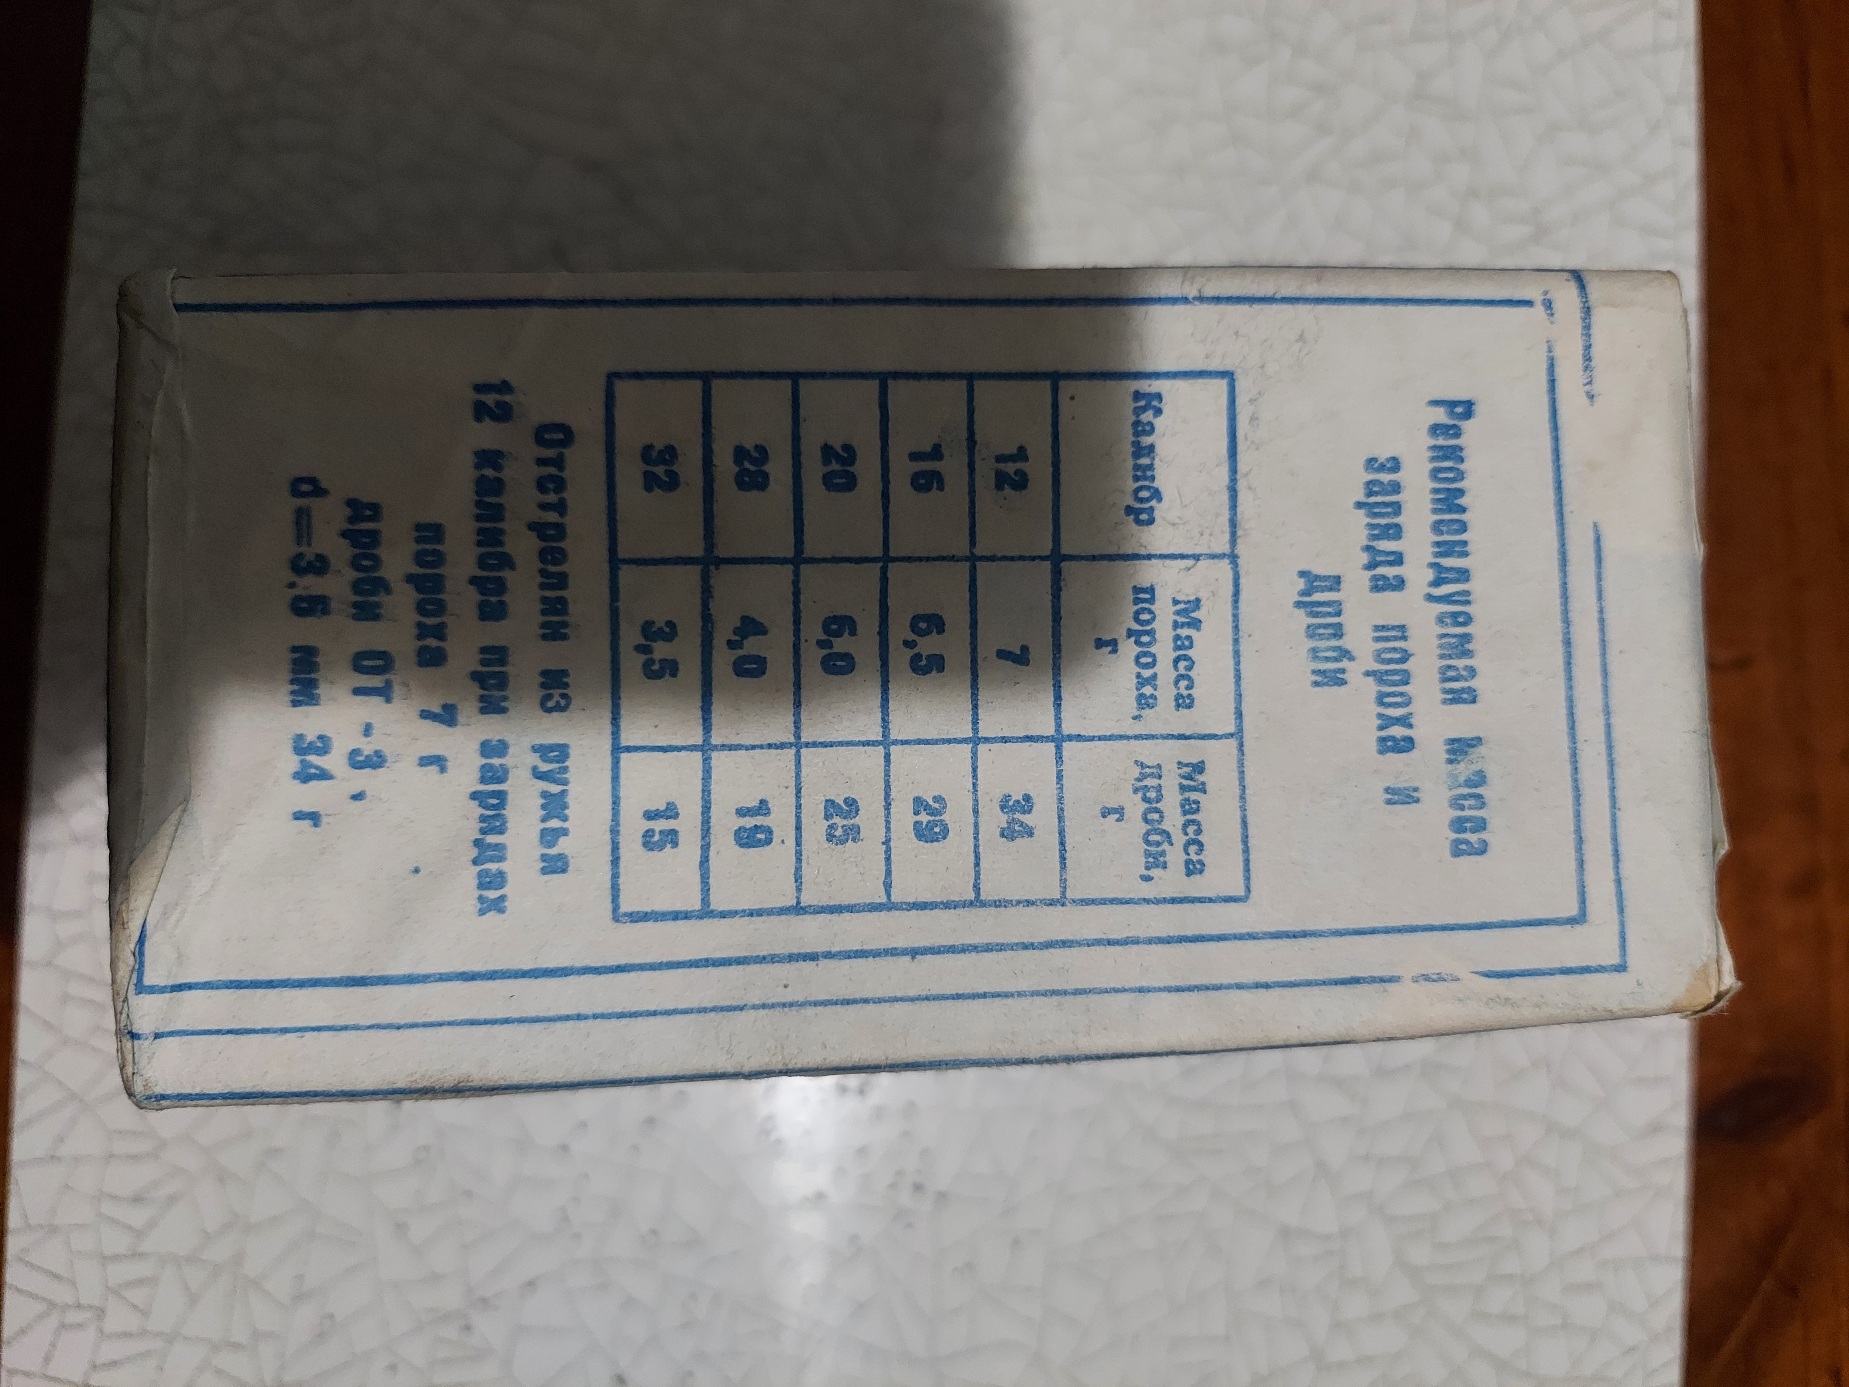 Рекомендуемая масса
заряда пороха и
дроби
Калибр Масса пороха, г Масса дроби, г
12 7 34
16 6,5 29
20 6,0 25
28 4,0 19
32 3,5 15
Отстрелян из ружья
12 калибра при зарядах
пороха 7 г
дроби ОТ-3
d=3,5 мм 34 г